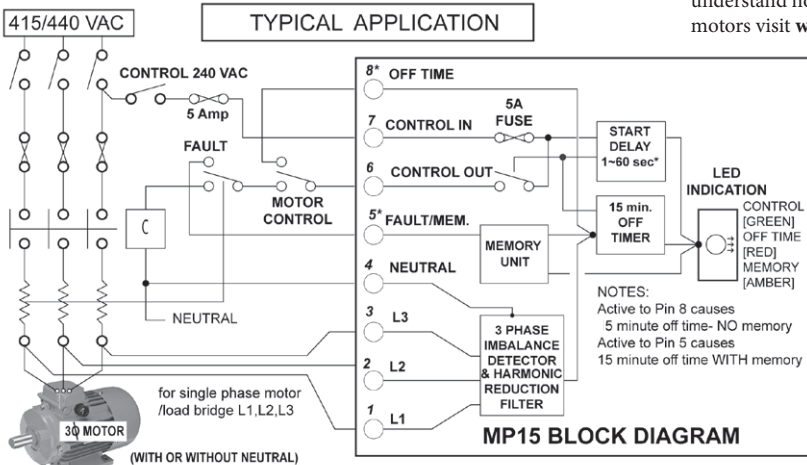 415/440 VAC
TYPICAL APPLICATION
motors visit
CONTROL 240 VAC
5 Amp
FAULT
MOTOR
CONTROL
C
NEUTRAL
for single phase motor
/load bridge L1,L2,L3
3Ø MOTOR
(WITH OR WITHOUT NEUTRAL)
8* OFF TIME
7 CONTROL IN
6 CONTROL OUT
5* FAULT/MEM.
4 NEUTRAL
3 L3
2 L2
1 L1
5A
FUSE
START
DELAY
1~60 sec*
15 min.
OFF
TIMER
MEMORY
UNIT
3 PHASE
IMBALANCE
DETECTOR
& HARMONIC
REDUCTION
FILTER
LED
INDICATION
CONTROL
[GREEN]
OFF TIME
[RED]
MEMORY
[AMBER]
NOTES:
Active to Pin 8 causes
5 minute off time- NO memory
Active to Pin 5 causes
15 minute off time WITH memory
MP15 BLOCK DIAGRAM